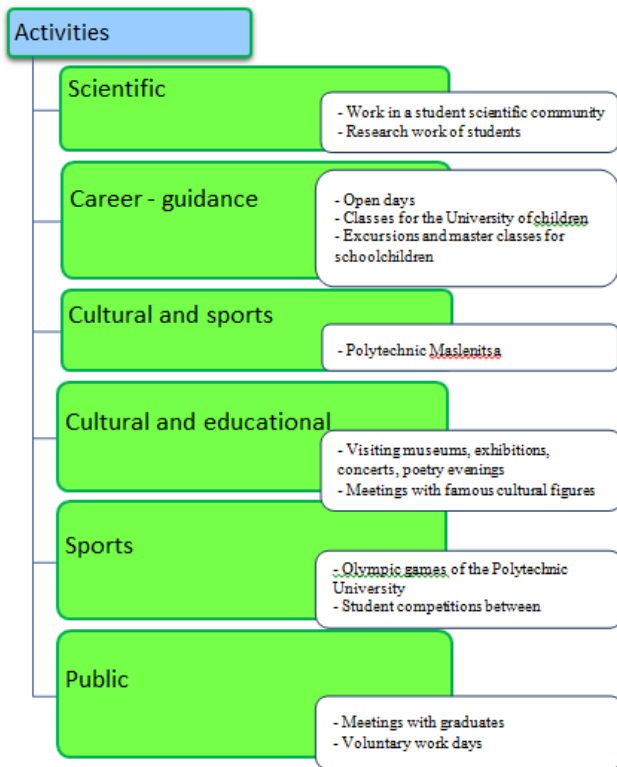 Activities
Scientific
- Work in a student scientific community
- Research work of students
Career - guidance
- Open days
- Classes for the University of children
- Excursions and master classes for
schoolchildren
Cultural and sports
- Polytechnic Maslenitsa
Cultural and educational
- Visiting museums, exhibitions,
concerts, poetry evenings
- Meetings with famous cultural figures
Sports
- Olympic games of the Polytechnic
University
- Student competitions between
Public
- Meetings with graduates
- Voluntary work days